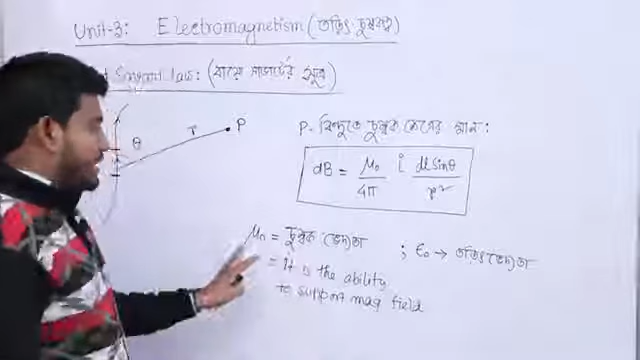 Unit-3: Electromagnetism (তড়িৎ চুম্বকত্ব)
Savart law: (বায়ো সাভার্টের সূত্র)
θ r P
P- বিন্দুতে চুম্বক ক্ষেত্রের মান:
dB = μ₀/4π i dl sinθ/r²
μ₀ = চুম্বক ভেদ্যতা ; ε₀ → তড়িৎভেদ্যতা
= It is the ability
to support mag field